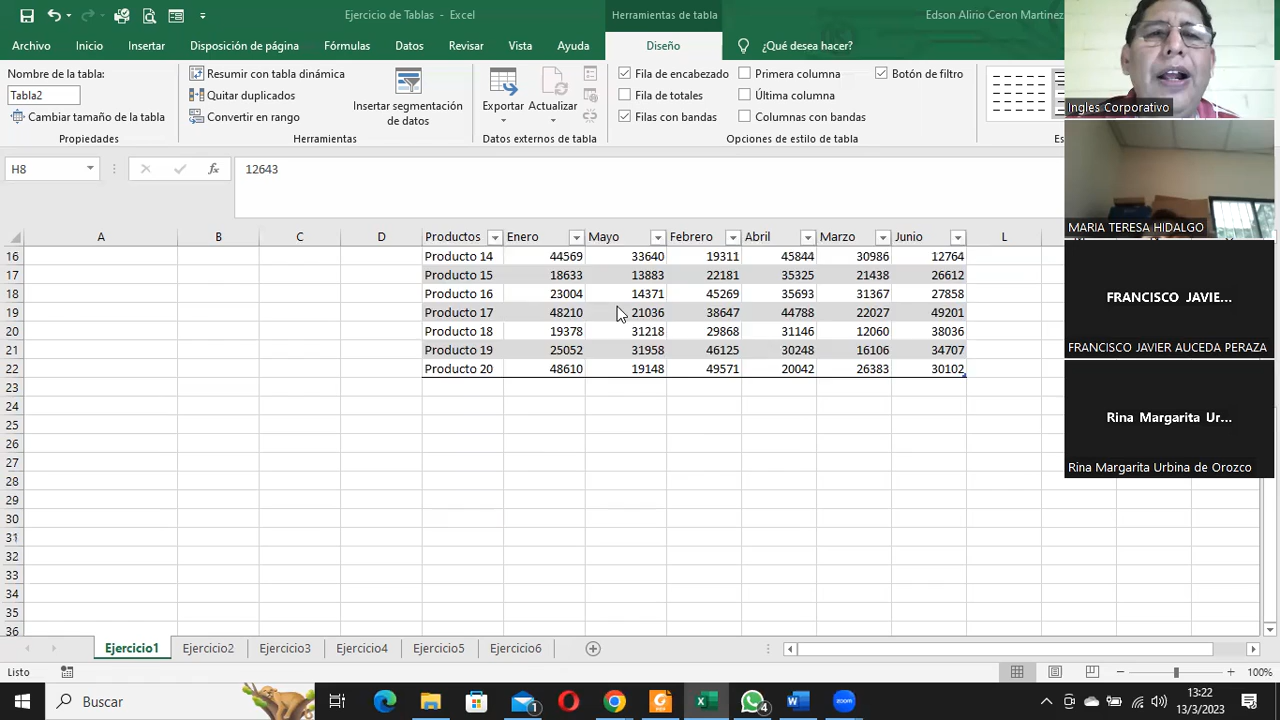 Ejercicio de Tablas - Excel
Herramientas de tabla
Edson Alirio Ceron Martinez
Archivo
Inicio
Insertar
Disposición de página
Fórmulas
Datos
Revisar
Vista
Ayuda
Diseño
¿Qué desea hacer?
Nombre de la tabla:
Tabla2
Cambiar tamaño de la tabla
Propiedades
Resumir con tabla dinámica
Quitar duplicados
Convertir en rango
Insertar segmentación
de datos
Herramientas
Exportar
Actualizar
Datos externos de tabla
Fila de encabezado
Fila de totales
Filas con bandas
Primera columna
Última columna
Columnas con bandas
Botón de filtro
Opciones de estilo de tabla
Es
H8
fx
12643
A B C D Productos Enero Mayo Febrero Abril Marzo Junio L
16 Producto 14 44569 33640 19311 45844 30986 12764
17 Producto 15 18633 13883 22181 35325 21438 26612
18 Producto 16 23004 14371 45269 35693 31367 27858
19 Producto 17 48210 21036 38647 44788 22027 49201
20 Producto 18 19378 31218 29868 31146 12060 38036
21 Producto 19 25052 31958 46125 30248 16106 34707
22 Producto 20 48610 19148 49571 20042 26383 30102
23
24
25
26
27
28
29
30
31
32
33
34
35
36
Ejercicio1
Ejercicio2
Ejercicio3
Ejercicio4
Ejercicio5
Ejercicio6
Listo
100%
Buscar
1
4
13:22
13/3/2023
3
Ingles Corporativo
MARIA TERESA HIDALGO
FRANCISCO JAVIE...
FRANCISCO JAVIER AUCEDA PERAZA
Rina Margarita Ur...
Rina Margarita Urbina de Orozco